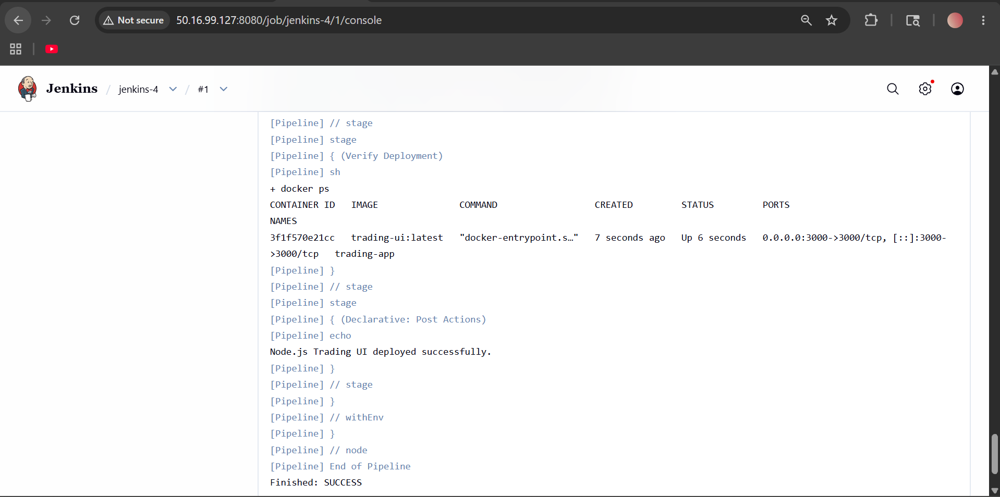 Not secure 50.16.99.127:8080/job/jenkins-4/1/console
Jenkins / jenkins-4 / #1
[Pipeline] // stage
[Pipeline] stage
[Pipeline] { (Verify Deployment)
[Pipeline] sh
+ docker ps
CONTAINER ID   IMAGE               COMMAND                  CREATED         STATUS         PORTS
NAMES
3f1f570e21cc   trading-ui:latest   "docker-entrypoint.s…"   7 seconds ago   Up 6 seconds   0.0.0.0:3000->3000/tcp, [::]:3000-
>3000/tcp   trading-app
[Pipeline] }
[Pipeline] // stage
[Pipeline] stage
[Pipeline] { (Declarative: Post Actions)
[Pipeline] echo
Node.js Trading UI deployed successfully.
[Pipeline] }
[Pipeline] // stage
[Pipeline] }
[Pipeline] // withEnv
[Pipeline] }
[Pipeline] // node
[Pipeline] End of Pipeline
Finished: SUCCESS